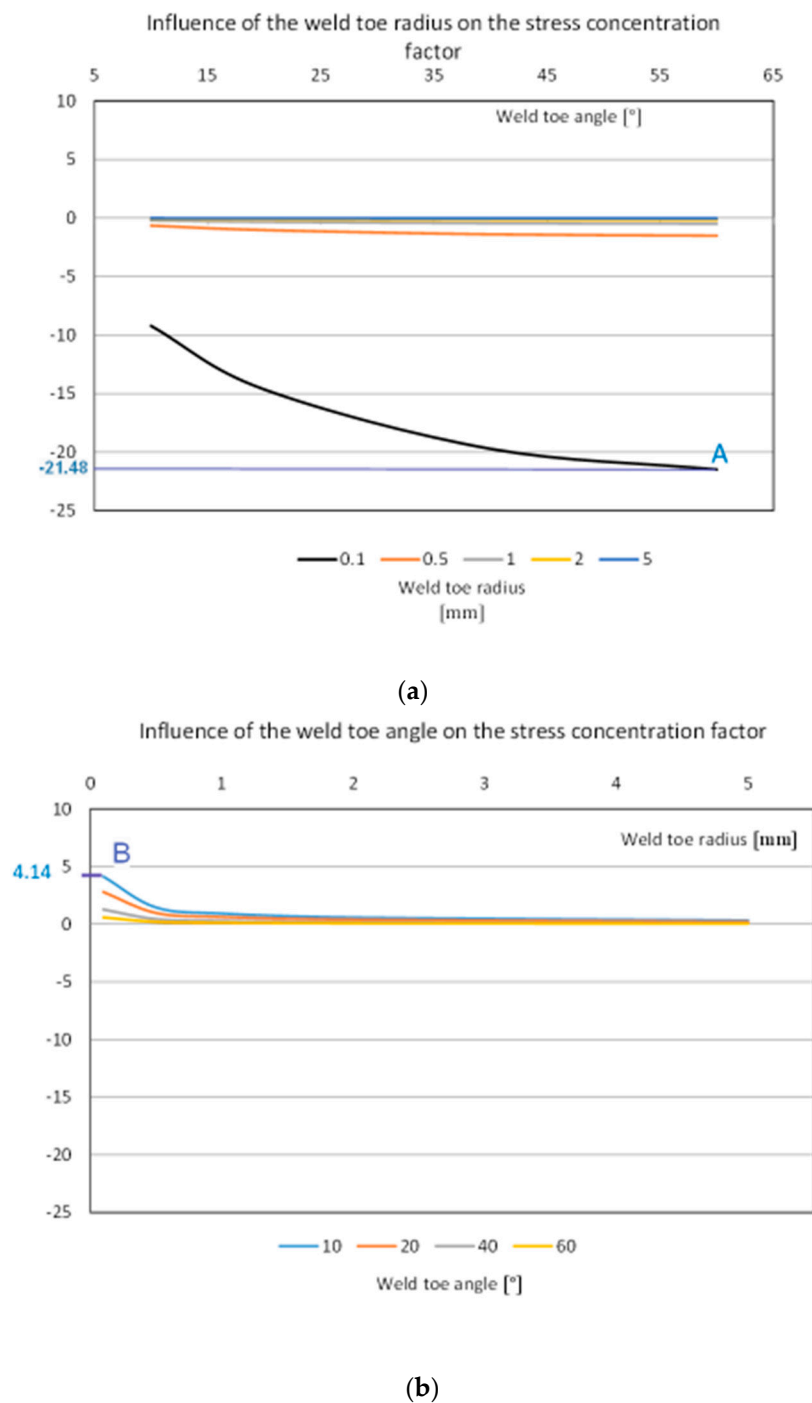 Influence of the weld toe radius on the stress concentration
factor
5 15 25 35 45 55 65
10
Weld toe angle [°]
5
0
-5
-10
-15
-20
A
-21.48
-25
0.1 0.5 1 2 5
Weld toe radius
[mm]
(a)
Influence of the weld toe angle on the stress concentration factor
0 1 2 3 4 5
10
Weld toe radius [mm]
B
5
4.14
0
-5
-10
-15
-20
-25
10 20 40 60
Weld toe angle [°]
(b)